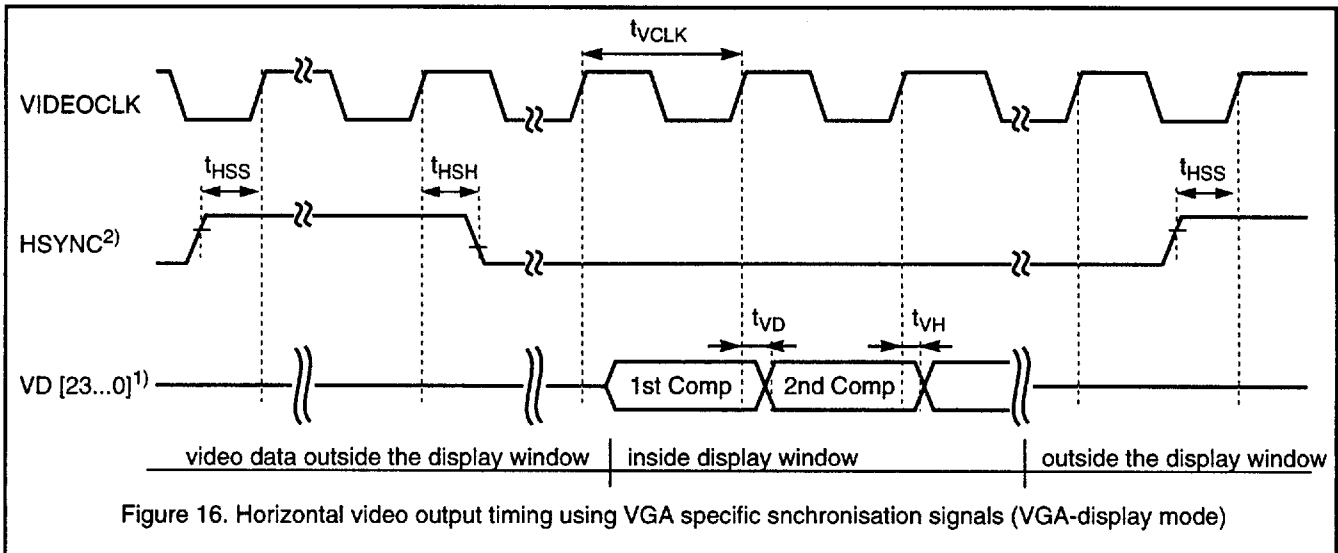 tVCLK
VIDEOCLK
tHSS
tHSH
tHSS
HSYNC2)
tVD
tVH
VD [23...0]1)
1st Comp
2nd Comp
video data outside the display window
inside display window
outside the display window
Figure 16. Horizontal video output timing using VGA specific snchronisation signals (VGA-display mode)